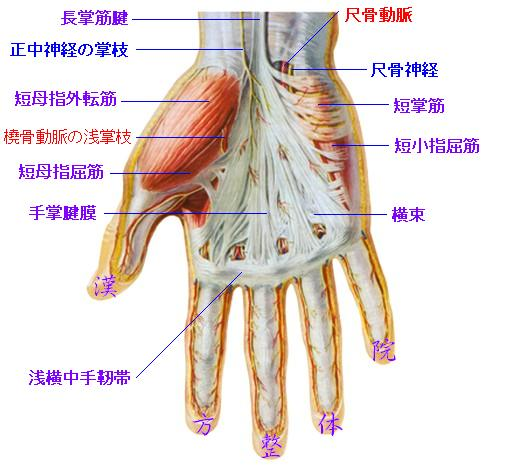 長掌筋腱
正中神経の掌枝
短母指外転筋
橈骨動脈の浅掌枝
短母指屈筋
手掌腱膜
浅横中手靭帯
尺骨動脈
尺骨神経
短掌筋
短小指屈筋
横束
漢
方
整
体
院